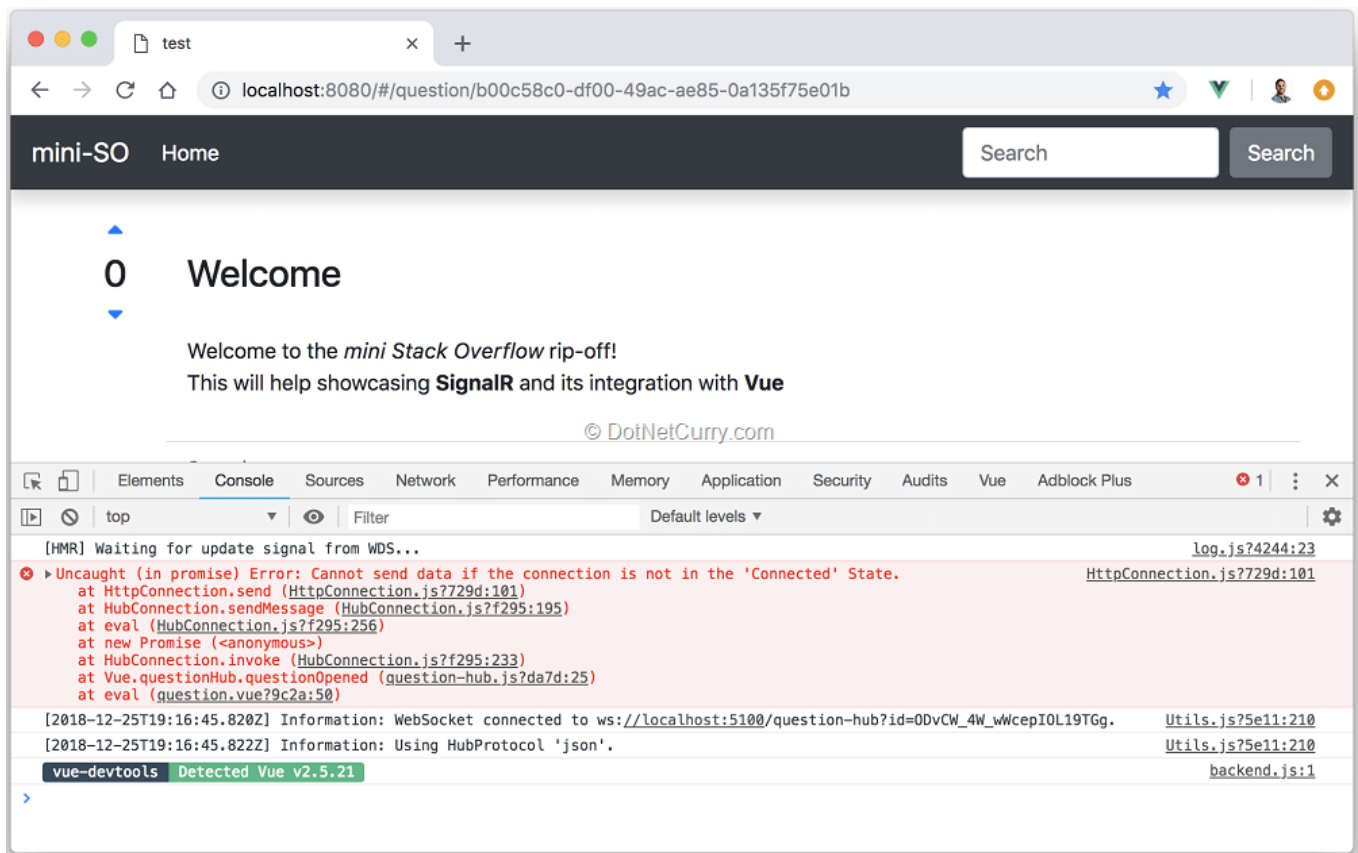 test
localhost:8080/#/question/b00c58c0-df00-49ac-ae85-0a135f75e01b
mini-SO Home Search Search
0 Welcome
Welcome to the mini Stack Overflow rip-off!
This will help showcasing SignalR and its integration with Vue
© DotNetCurry.com
Elements Console Sources Network Performance Memory Application Security Audits Vue Adblock Plus 1
top Filter Default levels
[HMR] Waiting for update signal from WDS... log.js?4244:23
Uncaught (in promise) Error: Cannot send data if the connection is not in the 'Connected' State. HttpConnection.js?729d:101
at HttpConnection.send (HttpConnection.js?729d:101)
at HubConnection.sendMessage (HubConnection.js?f295:195)
at eval (HubConnection.js?f295:256)
at new Promise (<anonymous>)
at HubConnection.invoke (HubConnection.js?f295:233)
at Vue.questionHub.questionOpened (question-hub.js?da7d:25)
at eval (question.vue?9c2a:50)
[2018-12-25T19:16:45.820Z] Information: WebSocket connected to ws://localhost:5100/question-hub?id=ODvCW_4W_wWcepIOL19TGg. Utils.js?5e11:210
[2018-12-25T19:16:45.822Z] Information: Using HubProtocol 'json'. Utils.js?5e11:210
vue-devtools Detected Vue v2.5.21 backend.js:1